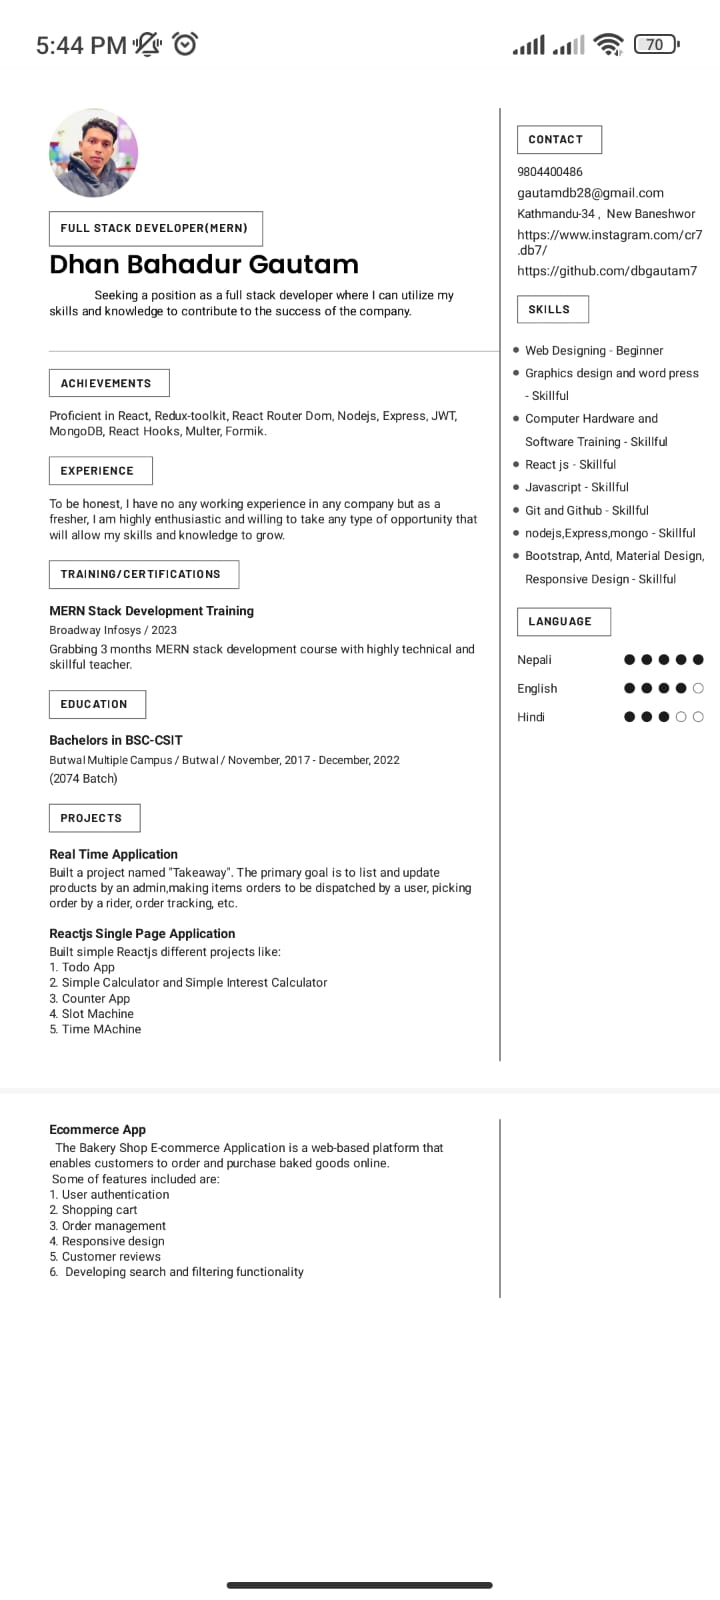 5:44 PM
70
FULL STACK DEVELOPER(MERN)
Dhan Bahadur Gautam
Seeking a position as a full stack developer where I can utilize my
skills and knowledge to contribute to the success of the company.
ACHIEVEMENTS
Proficient in React, Redux-toolkit, React Router Dom, Nodejs, Express, JWT,
MongoDB, React Hooks, Multer, Formik.
EXPERIENCE
To be honest, I have no any working experience in any company but as a
fresher, I am highly enthusiastic and willing to take any type of opportunity that
will allow my skills and knowledge to grow.
TRAINING/CERTIFICATIONS
MERN Stack Development Training
Broadway Infosys / 2023
Grabbing 3 months MERN stack development course with highly technical and
skillful teacher.
EDUCATION
Bachelors in BSC-CSIT
Butwal Multiple Campus / Butwal / November, 2017 - December, 2022
(2074 Batch)
PROJECTS
Real Time Application
Built a project named "Takeaway". The primary goal is to list and update
products by an admin,making items orders to be dispatched by a user, picking
order by a rider, order tracking, etc.
Reactjs Single Page Application
Built simple Reactjs different projects like:
1. Todo App
2. Simple Calculator and Simple Interest Calculator
3. Counter App
4. Slot Machine
5. Time MAchine
CONTACT
9804400486
gautamdb28@gmail.com
Kathmandu-34 , New Baneshwor
https://www.instagram.com/cr7
.db7/
https://github.com/dbgautam7
SKILLS
Web Designing - Beginner
Graphics design and word press
- Skillful
Computer Hardware and
Software Training - Skillful
React js - Skillful
Javascript - Skillful
Git and Github - Skillful
nodejs,Express,mongo - Skillful
Bootstrap, Antd, Material Design,
Responsive Design - Skillful
LANGUAGE
Nepali
English
Hindi
Ecommerce App
The Bakery Shop E-commerce Application is a web-based platform that
enables customers to order and purchase baked goods online.
Some of features included are:
1. User authentication
2. Shopping cart
3. Order management
4. Responsive design
5. Customer reviews
6. Developing search and filtering functionality